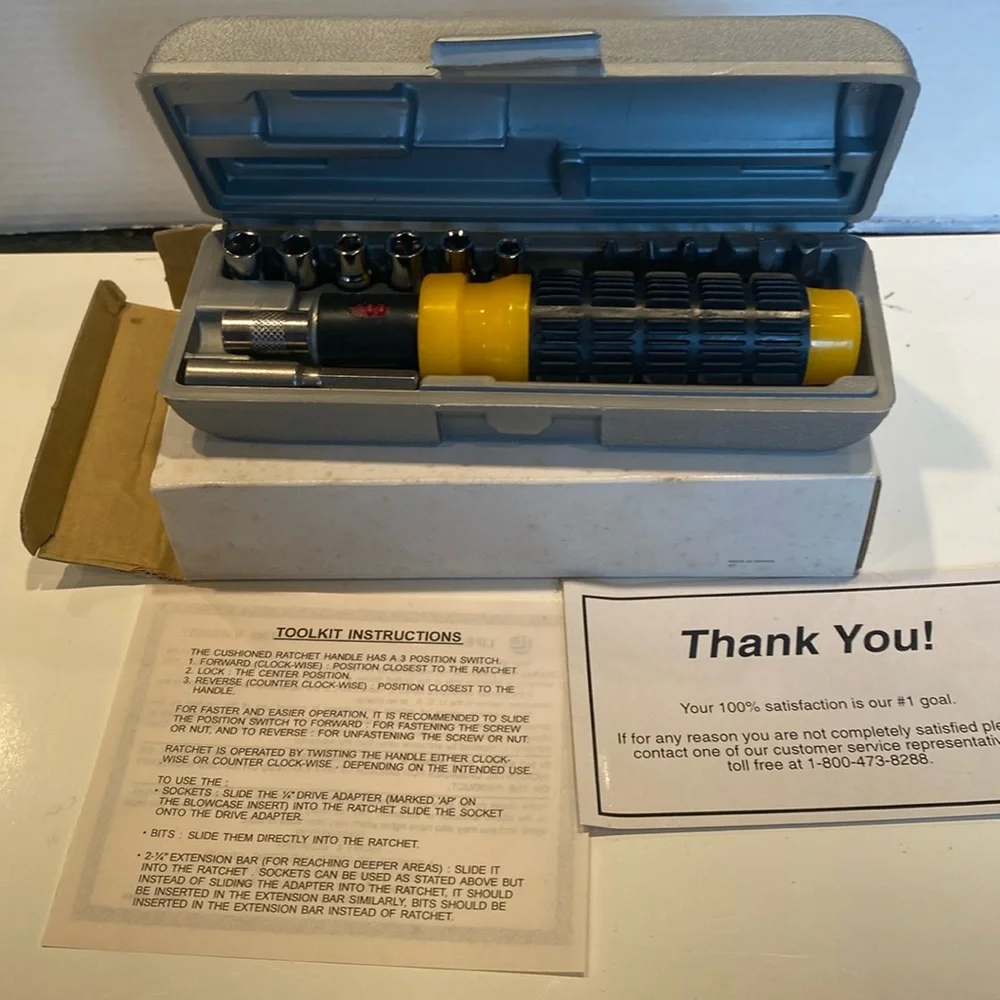 TOOLKIT INSTRUCTIONS
THE CUSHIONED RATCHET HANDLE HAS A 3 POSITION SWITCH.
1. FORWARD (CLOCK-WISE) : POSITION CLOSEST TO THE RATCHET.
2. LOCK : THE CENTER POSITION.
3. REVERSE (COUNTER CLOCK-WISE) : POSITION CLOSEST TO THE
HANDLE.
FOR FASTER AND EASIER OPERATION, IT IS RECOMMENDED TO SLIDE
THE POSITION SWITCH TO FORWARD : FOR FASTENING THE SCREW
OR NUT, AND TO REVERSE : FOR UNFASTENING THE SCREW OR NUT.
RATCHET IS OPERATED BY TWISTING THE HANDLE EITHER CLOCK-
WISE OR COUNTER CLOCK-WISE , DEPENDING ON THE INTENDED USE.
TO USE THE :
• SOCKETS : SLIDE THE ¼" DRIVE ADAPTER (MARKED 'AP' ON
THE BLOWCASE INSERT) INTO THE RATCHET SLIDE THE SOCKET
ONTO THE DRIVE ADAPTER.
• BITS : SLIDE THEM DIRECTLY INTO THE RATCHET.
• 2-¼" EXTENSION BAR (FOR REACHING DEEPER AREAS) : SLIDE IT
INTO THE RATCHET . SOCKETS CAN BE USED AS STATED ABOVE BUT
INSTEAD OF SLIDING THE ADAPTER INTO THE RATCHET, IT SHOULD
BE INSERTED IN THE EXTENSION BAR SIMILARLY, BITS SHOULD BE
INSERTED IN THE EXTENSION BAR INSTEAD OF RATCHET.
Thank You!
Your 100% satisfaction is our #1 goal.
If for any reason you are not completely satisfied ple
contact one of our customer service representativ
toll free at 1-800-473-8288.